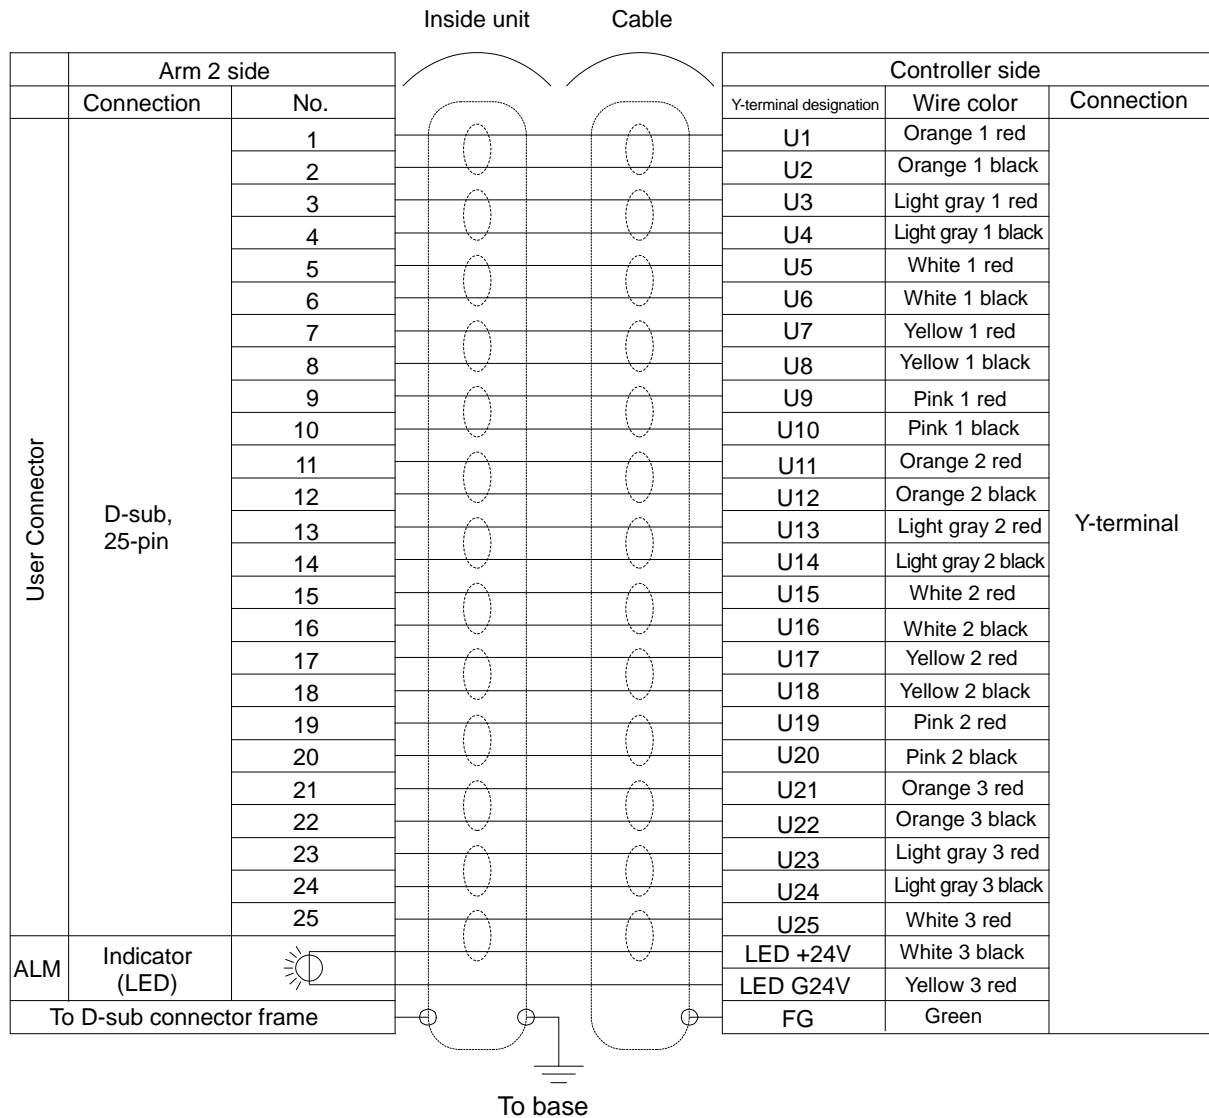 Inside unit Cable
Arm 2 side Controller side
Connection No. Y-terminal designation Wire color Connection
1 U1 Orange 1 red
2 U2 Orange 1 black
3 U3 Light gray 1 red
4 U4 Light gray 1 black
5 U5 White 1 red
6 U6 White 1 black
7 U7 Yellow 1 red
8 U8 Yellow 1 black
9 U9 Pink 1 red
10 U10 Pink 1 black
11 U11 Orange 2 red
12 U12 Orange 2 black
13 U13 Light gray 2 red
14 U14 Light gray 2 black
15 U15 White 2 red
16 U16 White 2 black
17 U17 Yellow 2 red
18 U18 Yellow 2 black
19 U19 Pink 2 red
20 U20 Pink 2 black
21 U21 Orange 3 red
22 U22 Orange 3 black
23 U23 Light gray 3 red
24 U24 Light gray 3 black
25 U25 White 3 red
User Connector
D-sub,
25-pin
Y-terminal
ALM
Indicator
(LED)
LED +24V White 3 black
LED G24V Yellow 3 red
To D-sub connector frame FG Green
To base